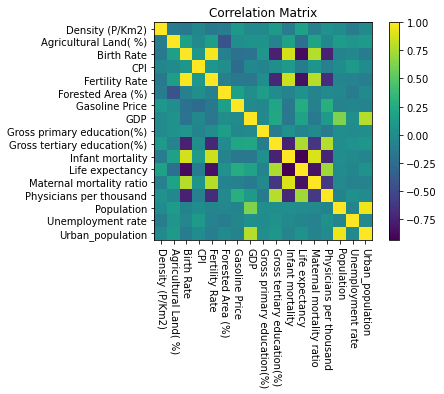 Correlation Matrix
Density (P/Km2)
Agricultural Land( %)
Birth Rate
CPI
Fertility Rate
Forested Area (%)
Gasoline Price
GDP
Gross primary education(%)
Gross tertiary education(%)
Infant mortality
Life expectancy
Maternal mortality ratio
Physicians per thousand
Population
Unemployment rate
Urban_population
Density (P/Km2)
Agricultural Land( %)
Birth Rate
CPI
Fertility Rate
Forested Area (%)
Gasoline Price
GDP
Gross primary education(%)
Gross tertiary education(%)
Infant mortality
Life expectancy
Maternal mortality ratio
Physicians per thousand
Population
Unemployment rate
Urban_population
1.00
0.75
0.50
0.25
0.00
−0.25
−0.50
−0.75